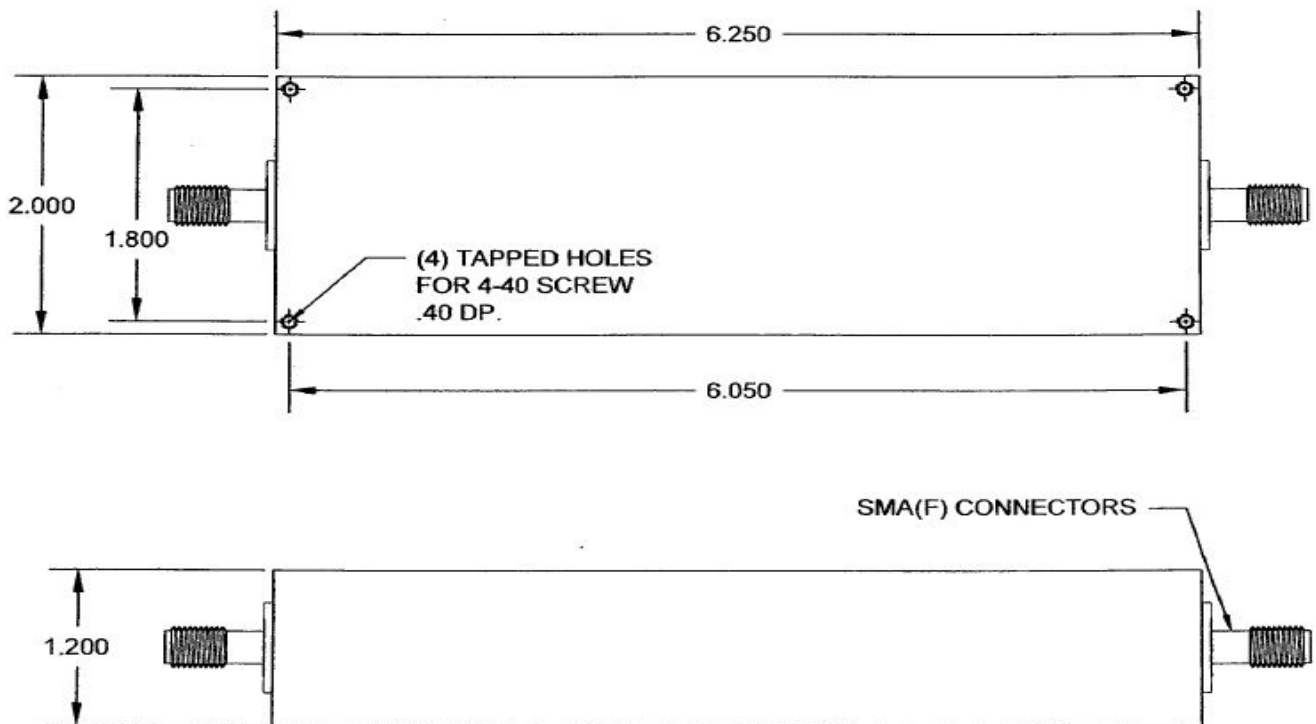 6.250
2.000
1.800
(4) TAPPED HOLES
FOR 4-40 SCREW
.40 DP.
6.050
SMA(F) CONNECTORS
1.200